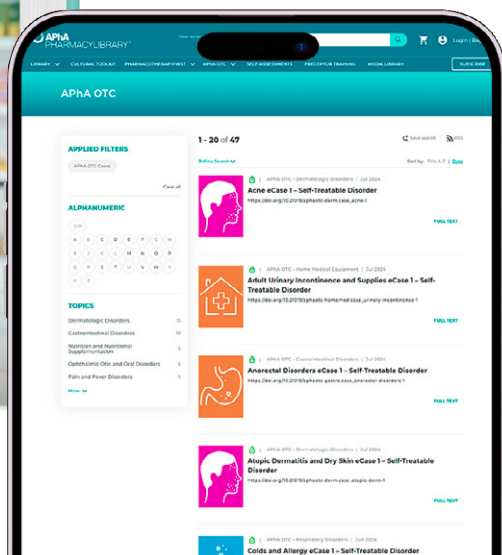 APhA
PHARMACYLIBRARY
Login | Re
LIBRARY CULTURAL TOOLKIT PHARMACOTHERAPYFIRST APHA OTC SELF-ASSESSMENTS PRECEPTOR TRAINING MEDIA LIBRARY SUBSCRIBE
APhA OTC
APPLIED FILTERS
APhA OTC Cases
Clear all
ALPHANUMERIC
0-9
A B C D E F G H
I J K L M N O P
Q R S T U V W X
Y Z
TOPICS
Dermatologic Disorders 13
Gastrointestinal Disorders 10
Nutrition and Nutritional
Supplementation 5
Ophthalmic Otic and Oral Disorders 5
Pain and Fever Disorders
More
1 - 20 of 47
Save search RSS
Refine Search
Sort by: Title A-Z | Date
APhA OTC - Dermatologic Disorders | Jul 2024
Acne eCase 1 – Self-Treatable Disorder
FULL TEXT
APhA OTC - Home Medical Equipment | Jul 2024
Adult Urinary Incontinence and Supplies eCase 1 – Self-
Treatable Disorder
FULL TEXT
APhA OTC - Gastrointestinal Disorders | Jul 2024
Anorectal Disorders eCase 1 – Self-Treatable Disorder
FULL TEXT
APhA OTC - Dermatologic Disorders | Jul 2024
Atopic Dermatitis and Dry Skin eCase 1 – Self-Treatable
Disorder
FULL TEXT
APhA OTC - Respiratory Disorders | Jun 2024
Colds and Allergy eCase 1 – Self-Treatable Disorder